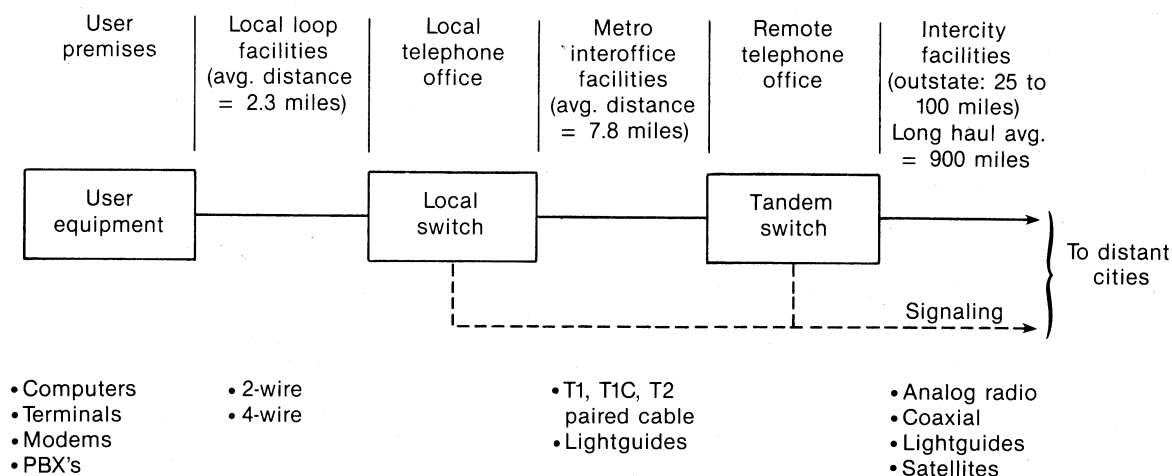 User
premises
Local loop
facilities
(avg. distance
= 2.3 miles)
Local
telephone
office
Metro
interoffice
facilities
(avg. distance
= 7.8 miles)
Remote
telephone
office
Intercity
facilities
(outstate: 25 to
100 miles)
Long haul avg.
= 900 miles
User
equipment
Local
switch
Tandem
switch
To distant
cities
Signaling
• Computers
• Terminals
• Modems
• PBX's
• 2-wire
• 4-wire
• T1, T1C, T2
paired cable
• Lightguides
• Analog radio
• Coaxial
• Lightguides
• Satellites